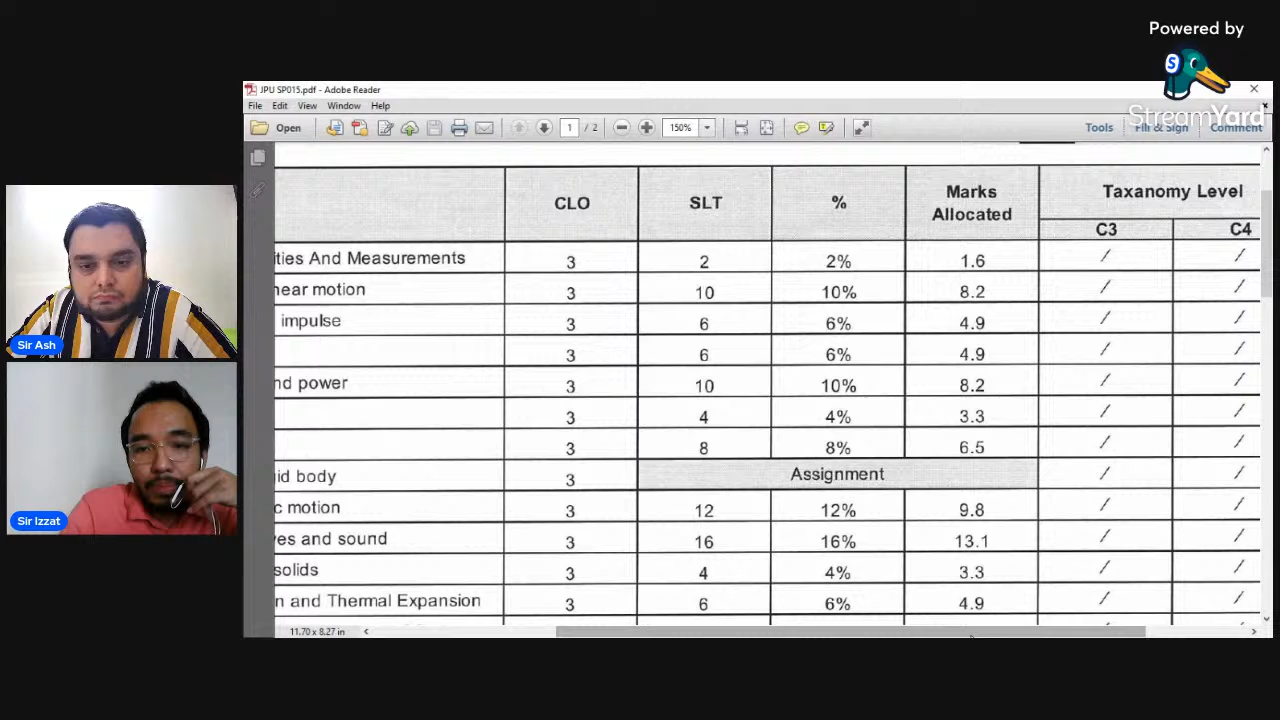 Powered by
StreamYard
JPU SP015.pdf - Adobe Reader
File Edit View Window Help
Open 1 / 2 150% Tools Fill & Sign Comment
CLO SLT % Marks Allocated Taxanomy Level
C3 C4
ities And Measurements 3 2 2% 1.6 / /
near motion 3 10 10% 8.2 / /
impulse 3 6 6% 4.9 / /
3 6 6% 4.9 / /
nd power 3 10 10% 8.2 / /
3 4 4% 3.3 / /
3 8 8% 6.5 / /
gid body 3 Assignment / /
c motion 3 12 12% 9.8 / /
ves and sound 3 16 16% 13.1 / /
solids 3 4 4% 3.3 / /
n and Thermal Expansion 3 6 6% 4.9 / /
11.70 x 8.27 in
Sir Ash
Sir Izzat